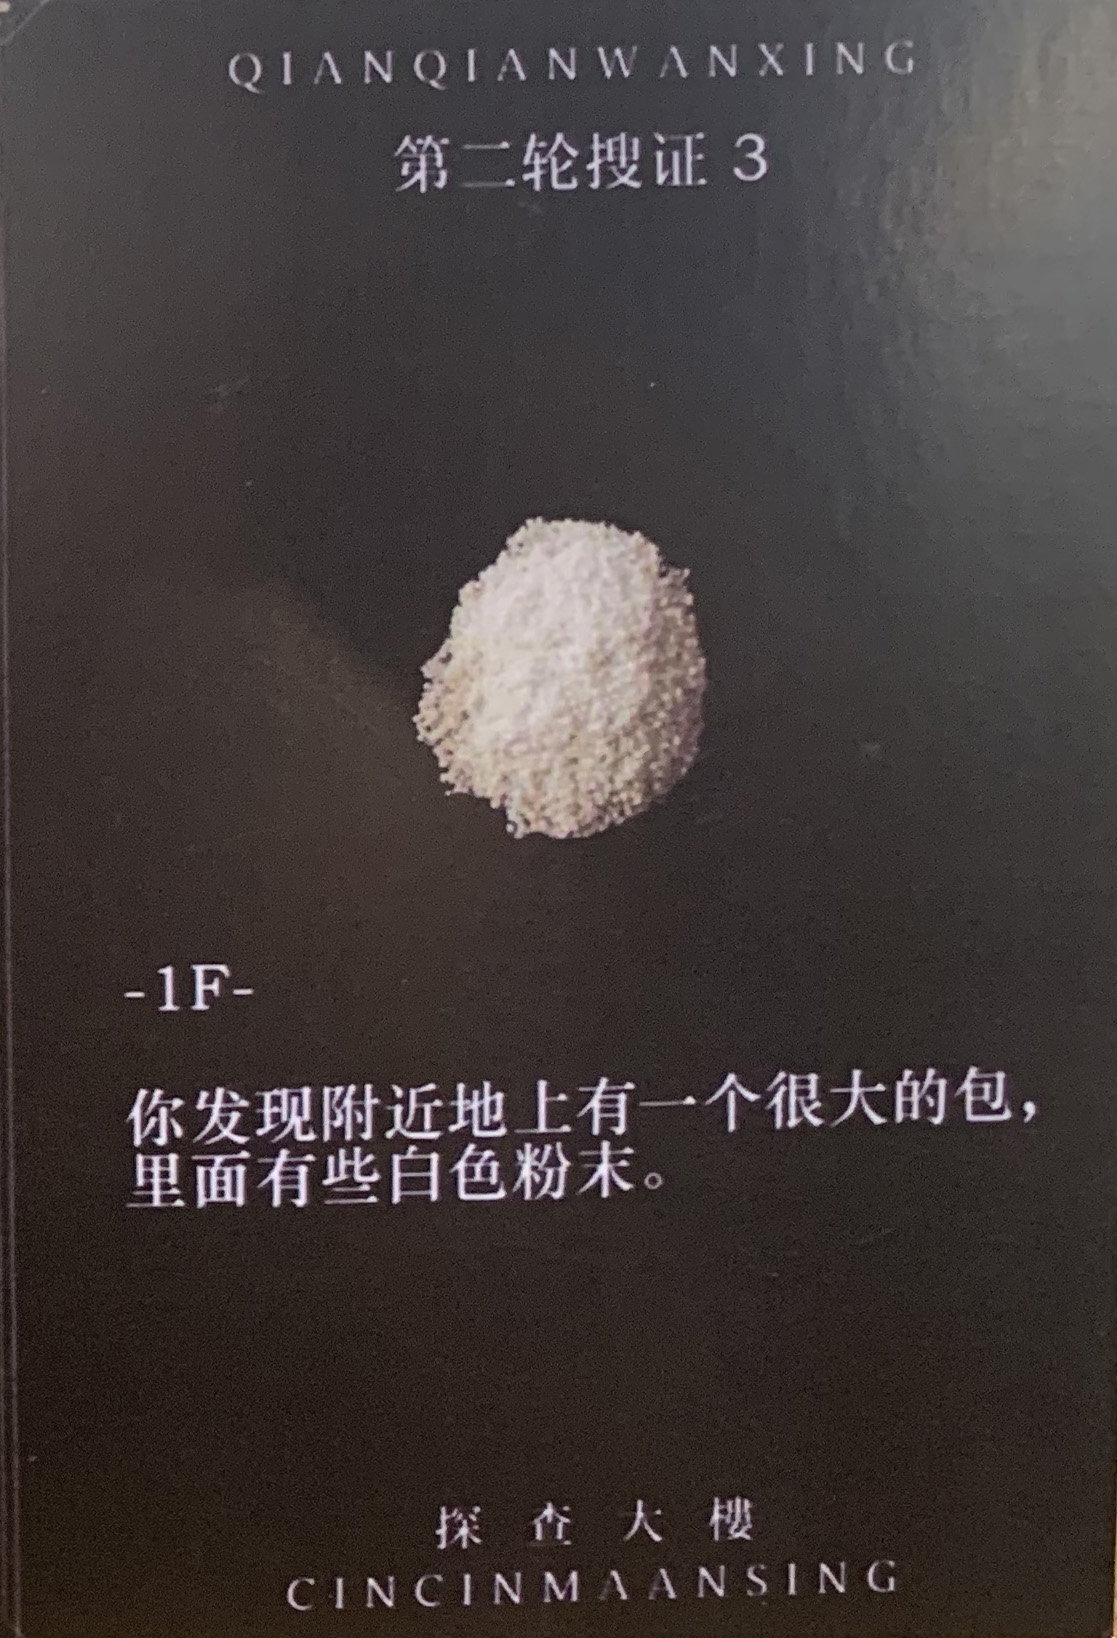 QIANQIANWANXING
第二轮搜证 3
-1F-
你发现附近地上有一个很大的包，
里面有些白色粉末。
探查大樓
CINCINMAANSING